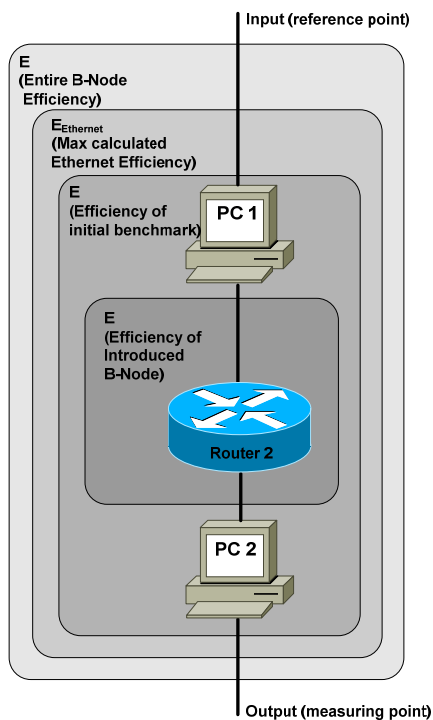 Input (reference point)
E
(Entire B-Node
Efficiency)
EEthernet
(Max calculated
Ethernet Efficiency)
E
(Efficiency of
initial benchmark)
PC 1
E
(Efficiency of
Introduced
B-Node)
Router 2
PC 2
Output (measuring point)